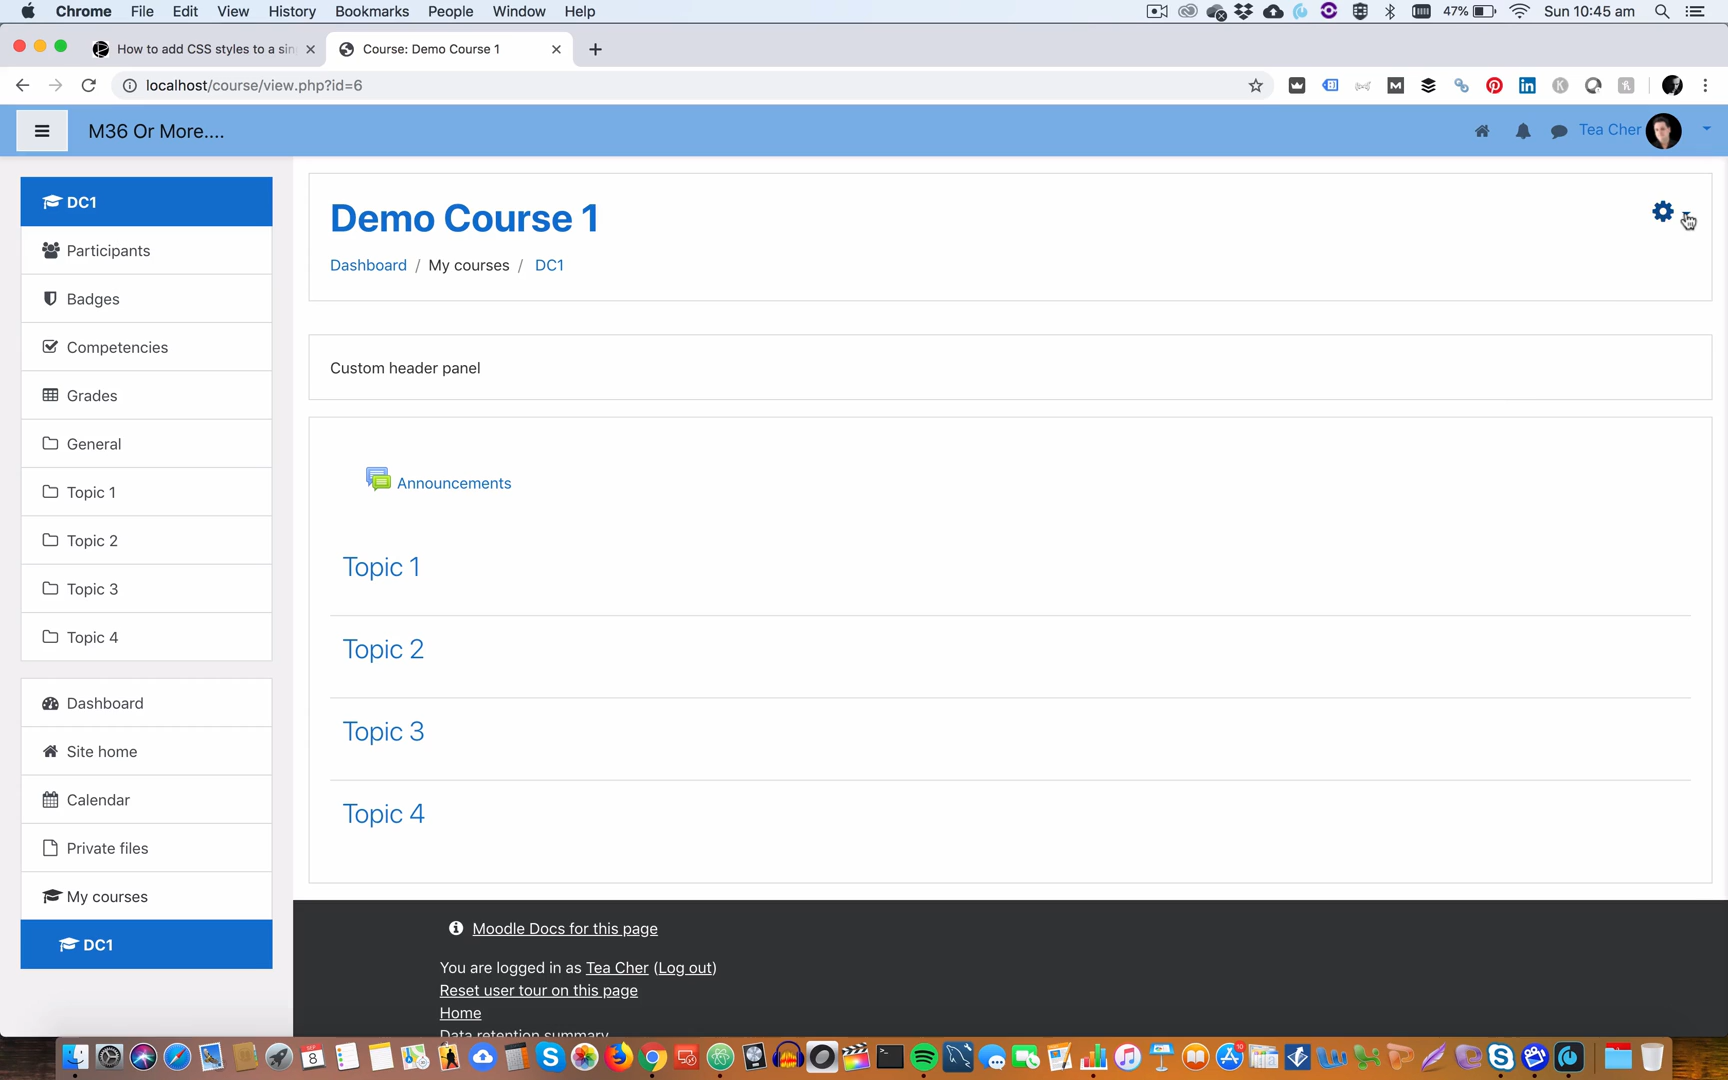 Chrome File Edit View History Bookmarks People Window Help 47% Sun 10:45 am
How to add CSS styles to a sin Course: Demo Course 1
localhost/course/view.php?id=6
M36 Or More.... Tea Cher
DC1
Participants
Badges
Competencies
Grades
General
Topic 1
Topic 2
Topic 3
Topic 4
Dashboard
Site home
Calendar
Private files
My courses
DC1
Demo Course 1
Dashboard / My courses / DC1
Custom header panel
Announcements
Topic 1
Topic 2
Topic 3
Topic 4
Moodle Docs for this page
You are logged in as Tea Cher (Log out)
Reset user tour on this page
Home
Data retention summary